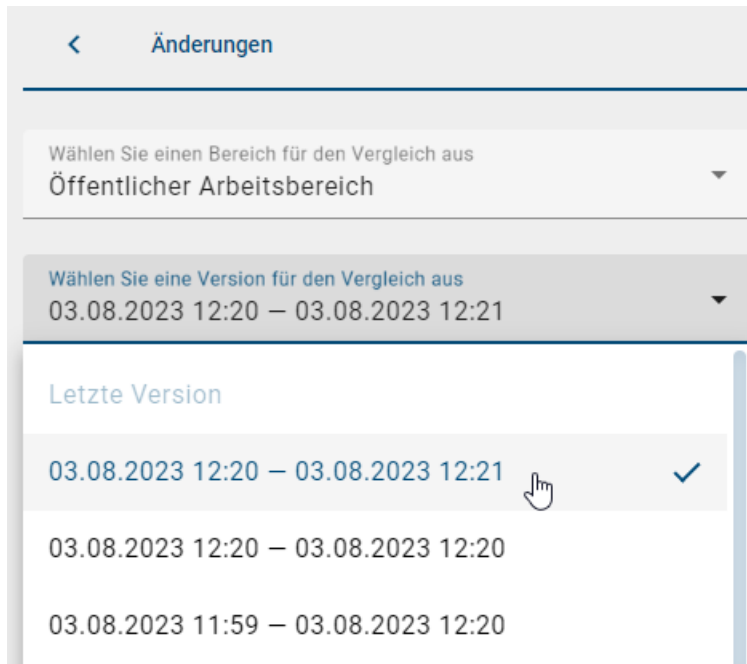 Änderungen
Wählen Sie einen Bereich für den Vergleich aus
Öffentlicher Arbeitsbereich
Wählen Sie eine Version für den Vergleich aus
03.08.2023 12:20 – 03.08.2023 12:21
Letzte Version
03.08.2023 12:20 – 03.08.2023 12:21
03.08.2023 12:20 – 03.08.2023 12:20
03.08.2023 11:59 – 03.08.2023 12:20